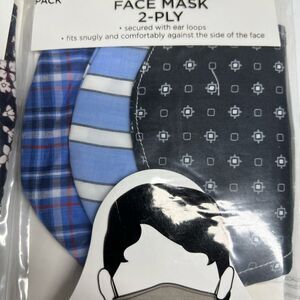 PACK
FACE MASK
2-PLY
• secured with ear loops
• fits snugly and comfortably against the side of the face